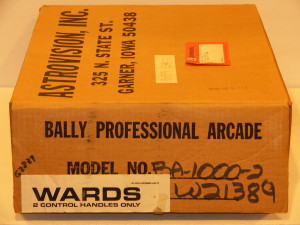 ASTROVISION, INC.
325 N. STATE ST.
GARNER, IOWA 50438
BALLY PROFESSIONAL ARCADE
MODEL NO. BA-1000-2
W21389
WARDS
2 CONTROL HANDLES ONLY